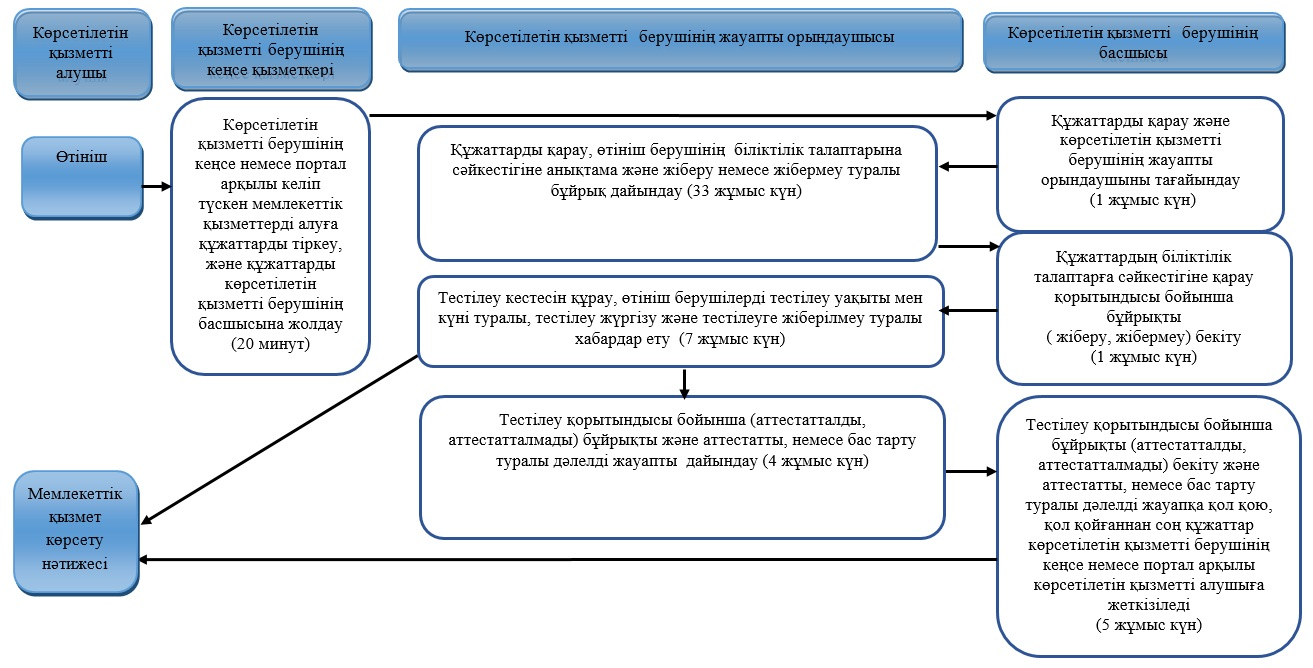 Көрсетілетін
қызметті
алушы
Көрсетілетін
қызметті берушінің
кеңсе қызметкері
Көрсетілетін қызметті берушінің жауапты орындаушысы
Көрсетілетін қызметті берушінің
басшысы
Өтініш
Көрсетілетін
қызметті берушінің
кеңсе немесе портал
арқылы келіп
түскен мемлекеттік
қызметтерді алуға
құжаттарды тіркеу,
және құжаттарды
көрсетілетін
қызметті берушінің
басшысына жолдау
(20 минут)
Құжаттарды қарау және
көрсетілетін қызметті
берушінің жауапты
орындаушыны тағайындау
(1 жұмыс күн)
Құжаттарды қарау, өтініш берушінің біліктілік талаптарына
сәйкестігіне анықтама және жіберу немесе жібермеу туралы
бұйрық дайындау (33 жұмыс күн)
Құжаттардың біліктілік
талаптарға сәйкестігіне қарау
қорытындысы бойынша
бұйрықты
( жіберу, жібермеу) бекіту
(1 жұмыс күн)
Тестілеу кестесін құрау, өтініш берушілерді тестілеу уақыты мен
күні туралы, тестілеу жүргізу және тестілеуге жіберілмеу туралы
хабардар ету (7 жұмыс күн)
Тестілеу қорытындысы бойынша (аттестатталды,
аттестатталмады) бұйрықты және аттестатты, немесе бас тарту
туралы дәлелді жауапты дайындау (4 жұмыс күн)
Тестілеу қорытындысы бойынша
бұйрықты (аттестатталды,
аттестатталмады) бекіту және
аттестатты, немесе бас тарту
туралы дәлелді жауапқа қол қою,
қол қойғаннан соң құжаттар
көрсетілетін қызметті берушінің
кеңсе немесе портал арқылы
көрсетілетін қызметті алушыға
жеткізіледі
(5 жұмыс күн)
Мемлекеттік
қызмет
көрсету
нәтижесі